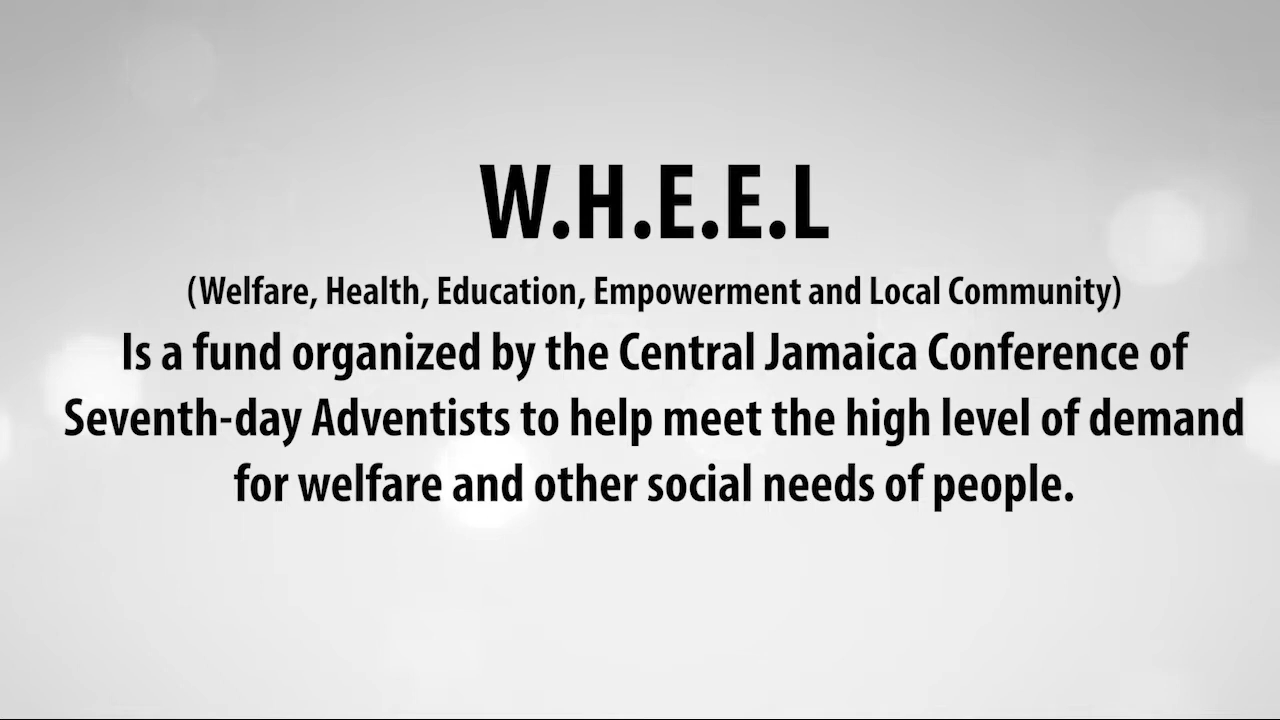 W.H.E.E.L
(Welfare, Health, Education, Empowerment and Local Community)
Is a fund organized by the Central Jamaica Conference of
Seventh-day Adventists to help meet the high level of demand
for welfare and other social needs of people.